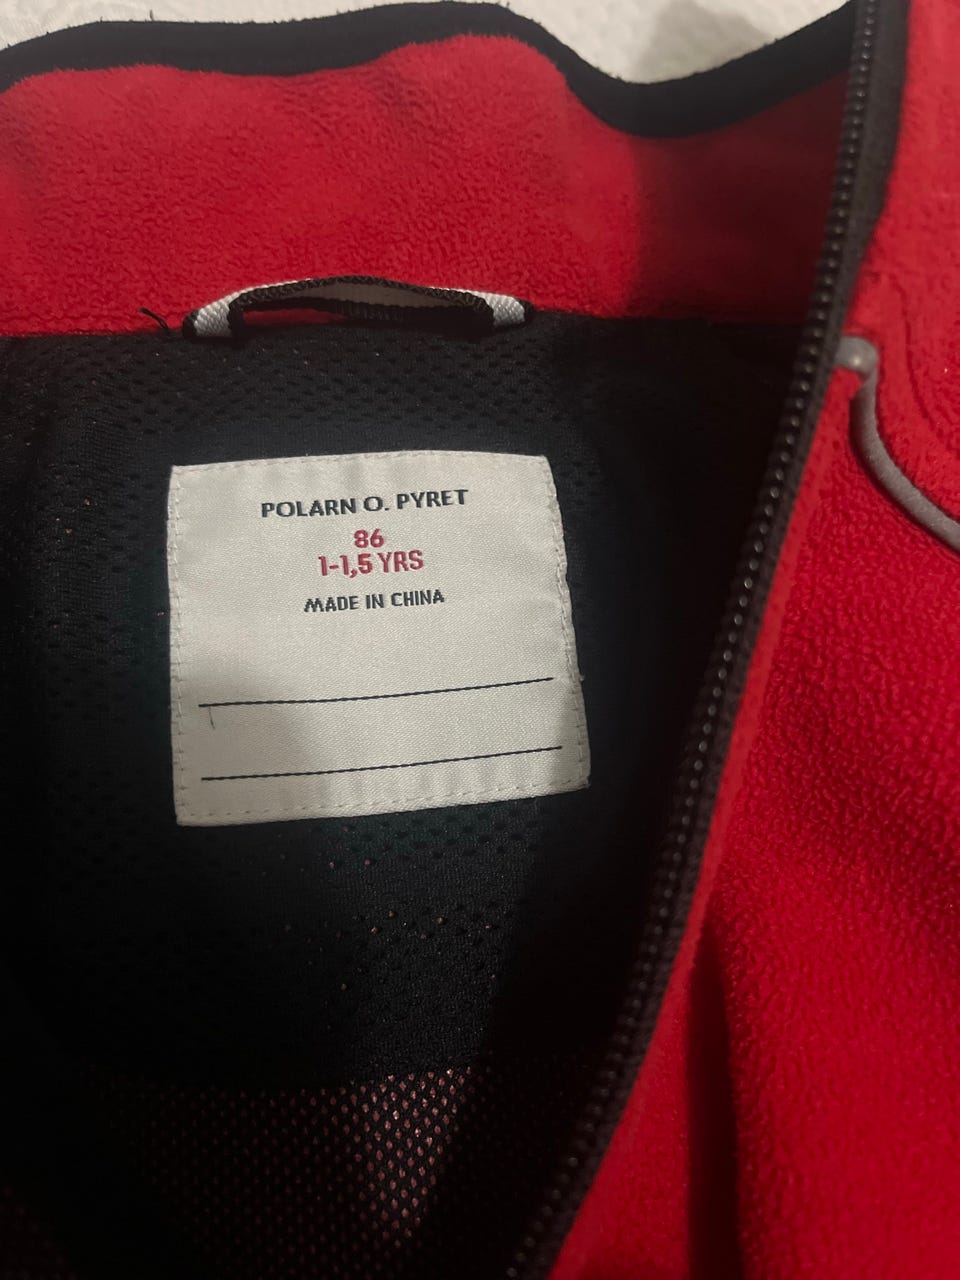 POLARN O. PYRET
86
1-1,5 YRS
MADE IN CHINA